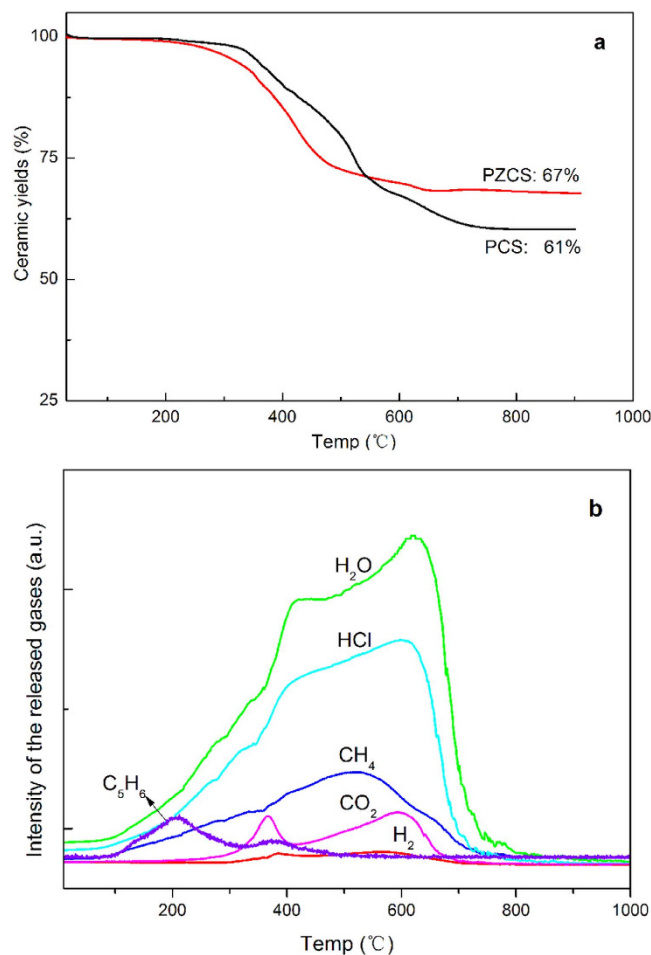 a
100
75
50
25
Ceramic yields (%)
PZCS: 67%
PCS: 61%
200 400 600 800 1000
Temp (℃)
b
Intensity of the released gases (a.u.)
H₂O
HCl
CH₄
C₅H₆
CO₂
H₂
200 400 600 800 1000
Temp (℃)